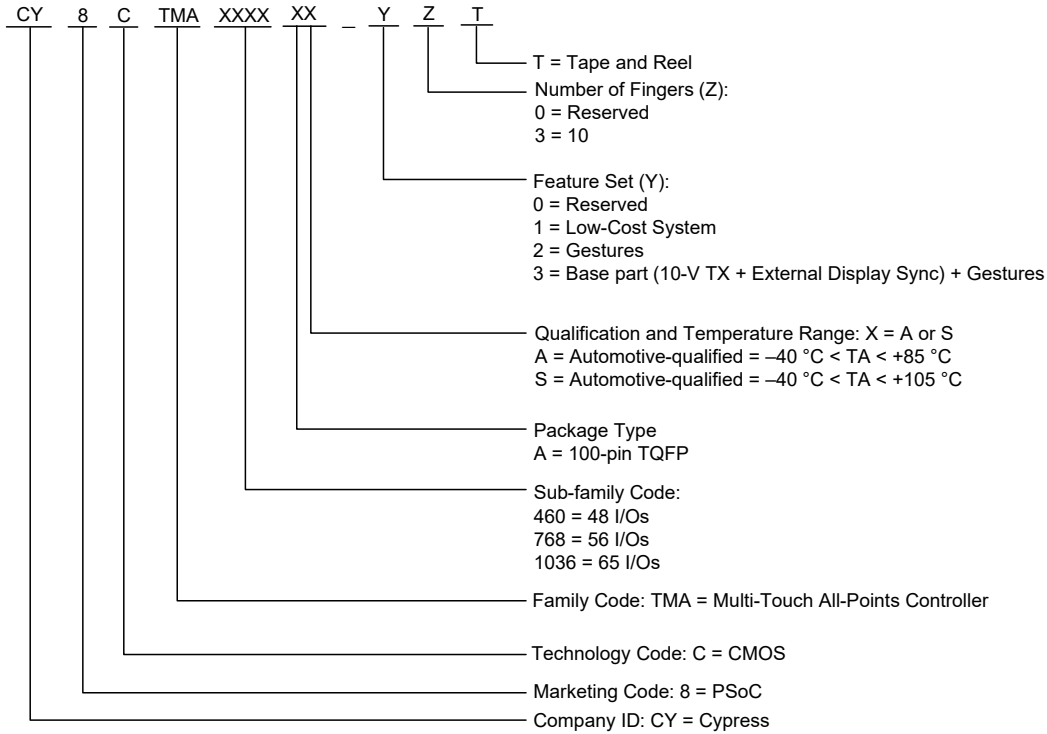 CY 8 C TMA XXXX XX _ Y Z T
T = Tape and Reel
Number of Fingers (Z):
0 = Reserved
3 = 10
Feature Set (Y):
0 = Reserved
1 = Low-Cost System
2 = Gestures
3 = Base part (10-V TX + External Display Sync) + Gestures
Qualification and Temperature Range: X = A or S
A = Automotive-qualified = –40 °C < TA < +85 °C
S = Automotive-qualified = –40 °C < TA < +105 °C
Package Type
A = 100-pin TQFP
Sub-family Code:
460 = 48 I/Os
768 = 56 I/Os
1036 = 65 I/Os
Family Code: TMA = Multi-Touch All-Points Controller
Technology Code: C = CMOS
Marketing Code: 8 = PSoC
Company ID: CY = Cypress